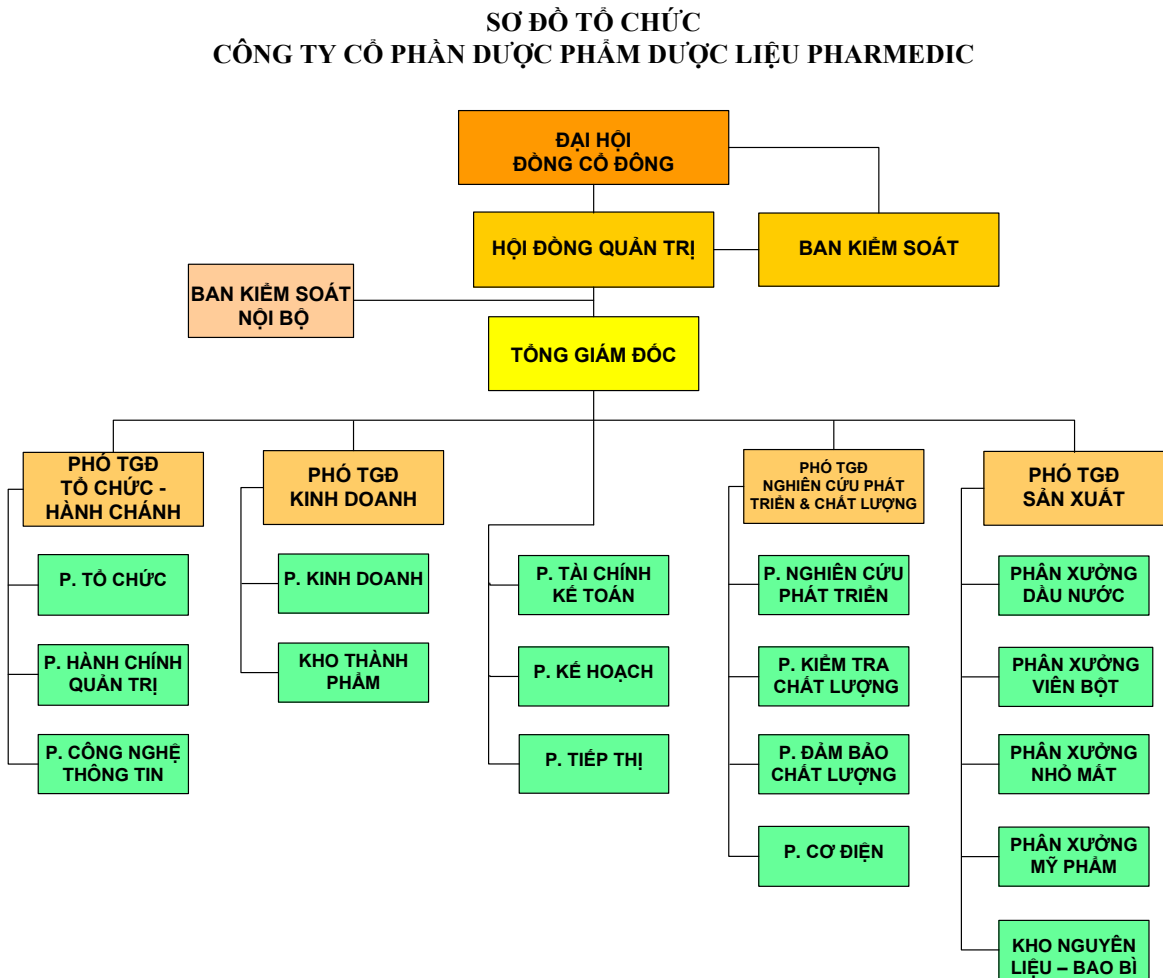 SƠ ĐỒ TỔ CHỨC
CÔNG TY CỔ PHẦN DƯỢC PHẨM DƯỢC LIỆU PHARMEDIC
ĐẠI HỘI
ĐỒNG CỔ ĐÔNG
HỘI ĐỒNG QUẢN TRỊ
BAN KIỂM SOÁT
BAN KIỂM SOÁT
NỘI BỘ
TỔNG GIÁM ĐỐC
PHÓ TGĐ
TỔ CHỨC -
HÀNH CHÁNH
P. TỔ CHỨC
P. HÀNH CHÍNH
QUẢN TRỊ
P. CÔNG NGHỆ
THÔNG TIN
PHÓ TGĐ
KINH DOANH
P. KINH DOANH
KHO THÀNH
PHẨM
P. TÀI CHÍNH
KẾ TOÁN
P. KẾ HOẠCH
P. TIẾP THỊ
PHÓ TGĐ
NGHIÊN CỨU PHÁT
TRIỂN & CHẤT LƯỢNG
P. NGHIÊN CỨU
PHÁT TRIỂN
P. KIỂM TRA
CHẤT LƯỢNG
P. ĐẢM BẢO
CHẤT LƯỢNG
P. CƠ ĐIỆN
PHÓ TGĐ
SẢN XUẤT
PHÂN XƯỞNG
DẦU NƯỚC
PHÂN XƯỞNG
VIÊN BỘT
PHÂN XƯỞNG
NHỎ MẮT
PHÂN XƯỞNG
MỸ PHẨM
KHO NGUYÊN
LIỆU – BAO BÌ